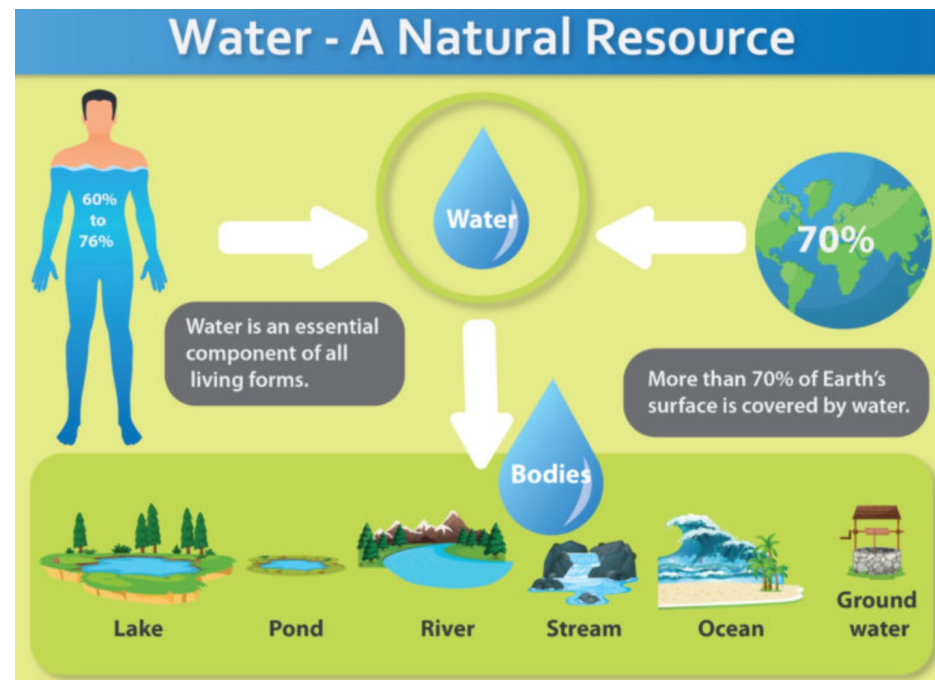 Water - A Natural Resource
60%
to
76%
Water
70%
Water is an essential
component of all
living forms.
More than 70% of Earth's
surface is covered by water.
Bodies
Lake
Pond
River
Stream
Ocean
Ground
water